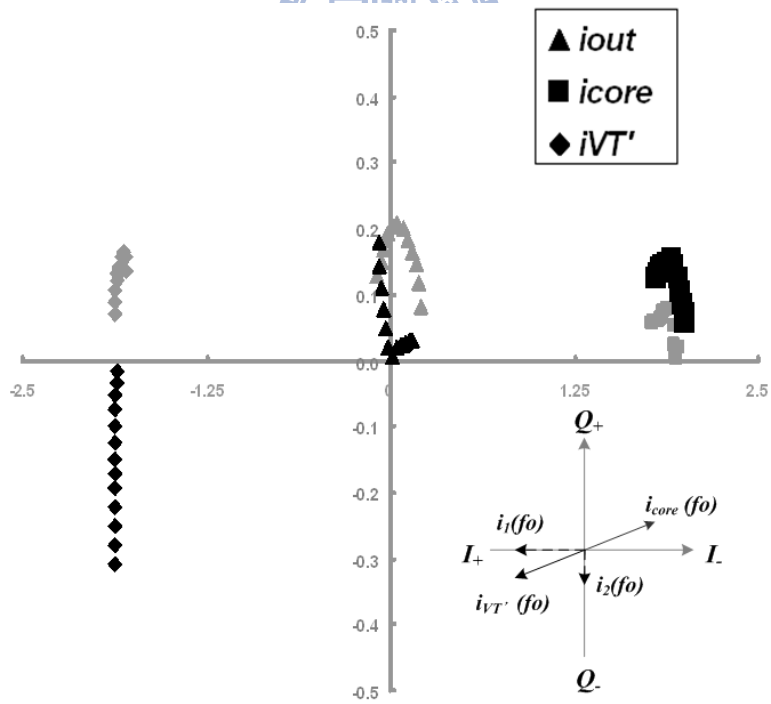 0.5
iout
0.4
icore
0.3
iVT'
0.2
0.1
0.0
-2.5
-1.25
0
1.25
2.5
-0.1
Q+
-0.2
icore (fo)
i1(fo)
I+
I-
-0.3
i2(fo)
iVT' (fo)
-0.4
Q-
-0.5